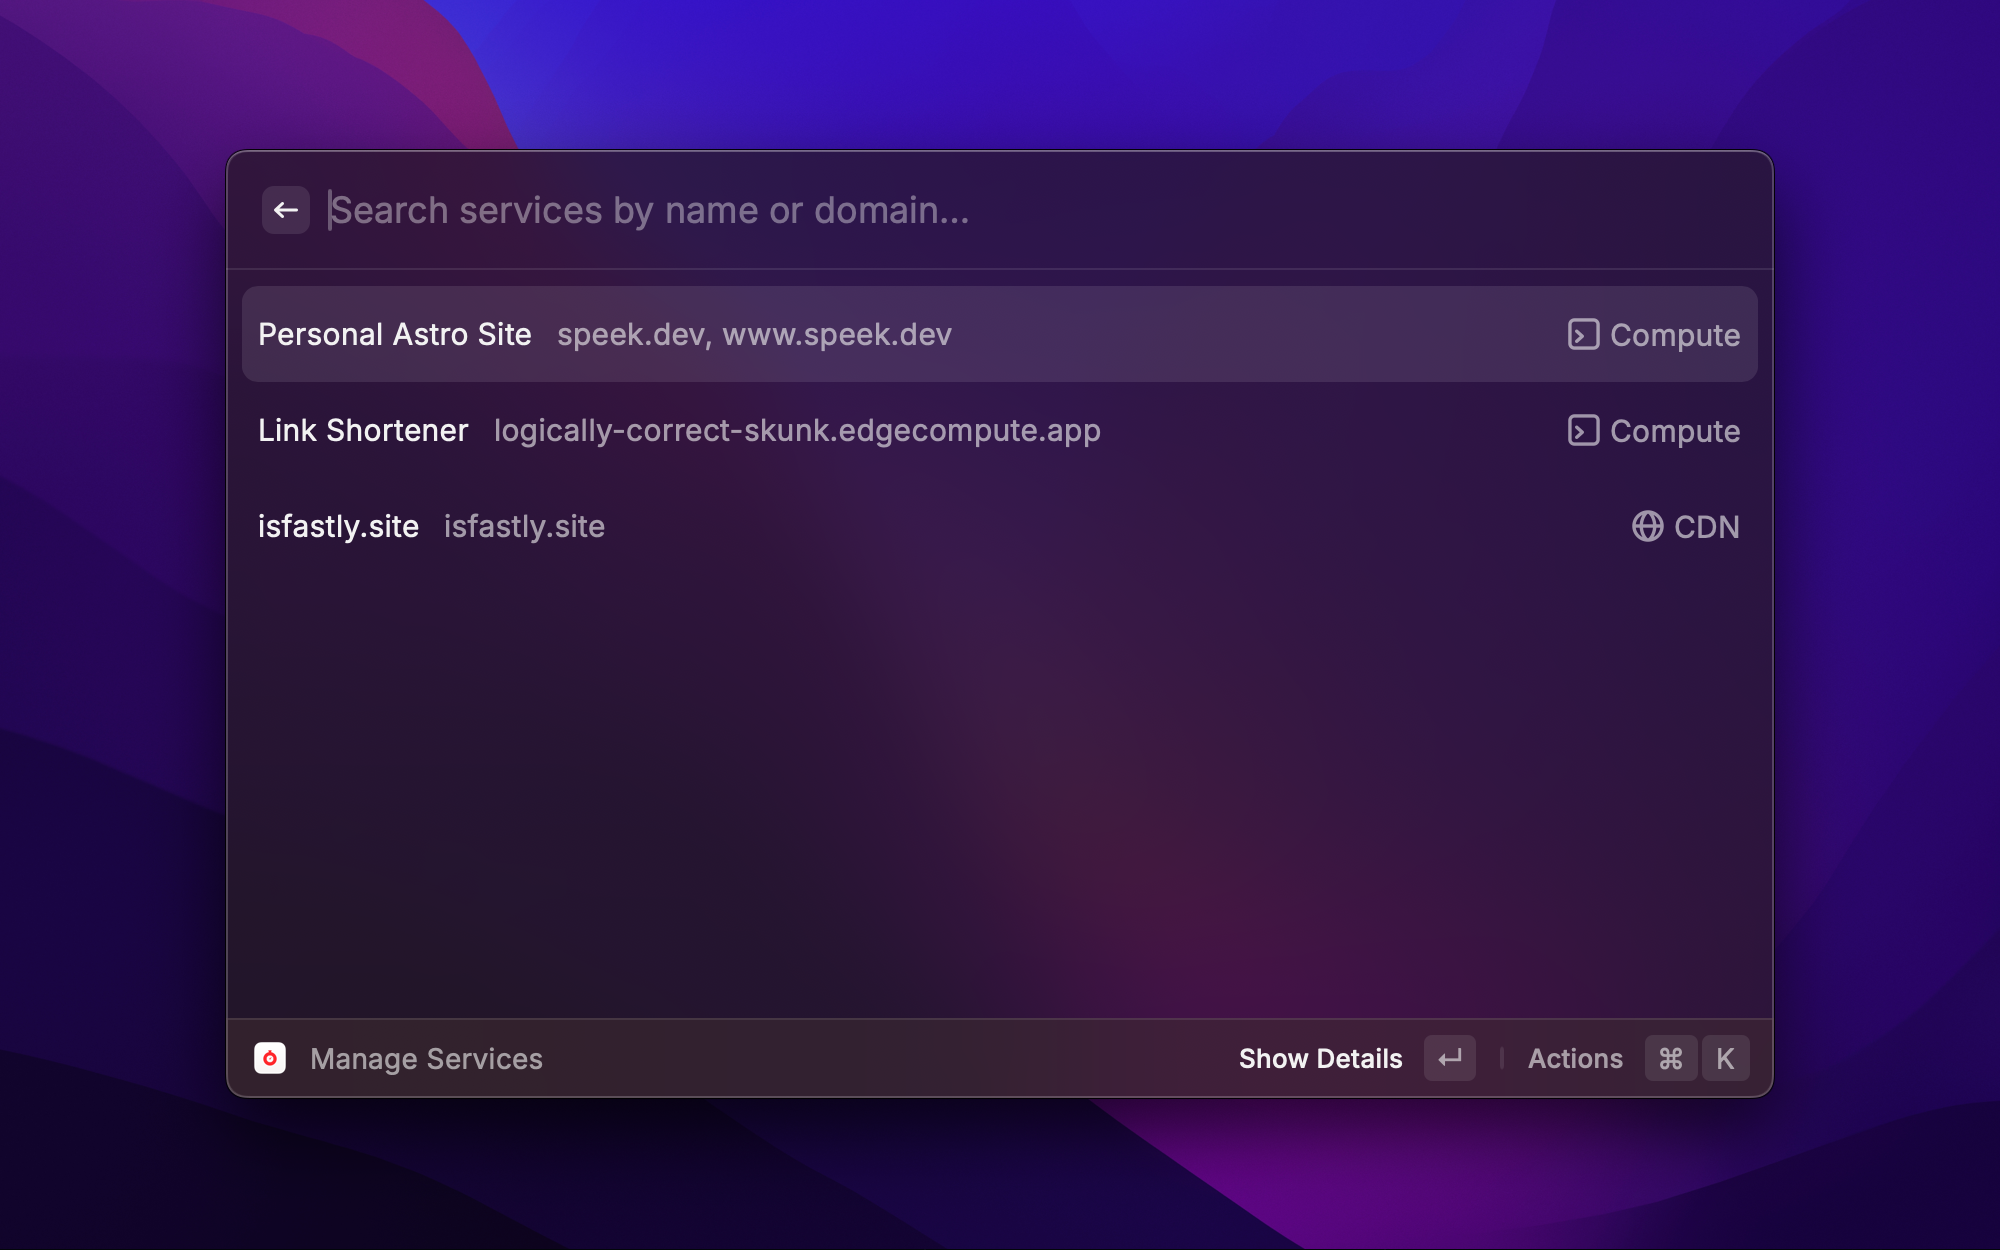 Search services by name or domain...
Personal Astro Site speek.dev, www.speek.dev Compute
Link Shortener logically-correct-skunk.edgecompute.app Compute
isfastly.site isfastly.site CDN
Manage Services Show Details ↵ Actions ⌘ K